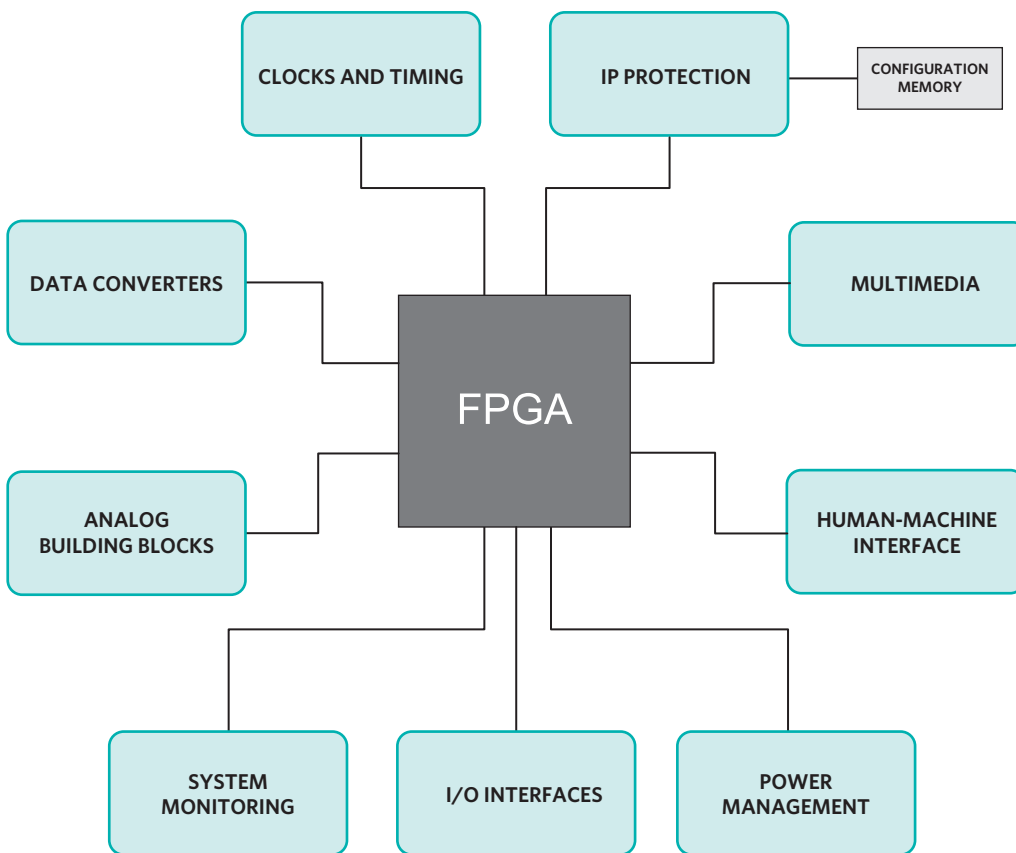 CLOCKS AND TIMING
IP PROTECTION
CONFIGURATION
MEMORY
DATA CONVERTERS
MULTIMEDIA
FPGA
ANALOG
BUILDING BLOCKS
HUMAN-MACHINE
INTERFACE
SYSTEM
MONITORING
I/O INTERFACES
POWER
MANAGEMENT